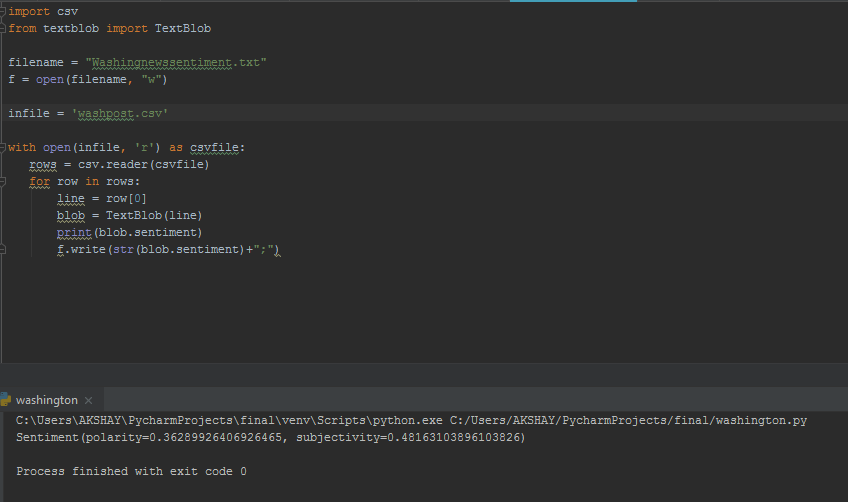 import csv
from textblob import TextBlob
filename = "Washingnewssentiment.txt"
f = open(filename, "w")
infile = 'washpost.csv'
with open(infile, 'r') as csvfile:
rows = csv.reader(csvfile)
for row in rows:
line = row[0]
blob = TextBlob(line)
print(blob.sentiment)
f.write(str(blob.sentiment)+";")
washington
C:\Users\AKSHAY\PycharmProjects\final\venv\Scripts\python.exe C:/Users/AKSHAY/PycharmProjects/final/washington.py
Sentiment(polarity=0.36289926406926465, subjectivity=0.48163103896103826)
Process finished with exit code 0